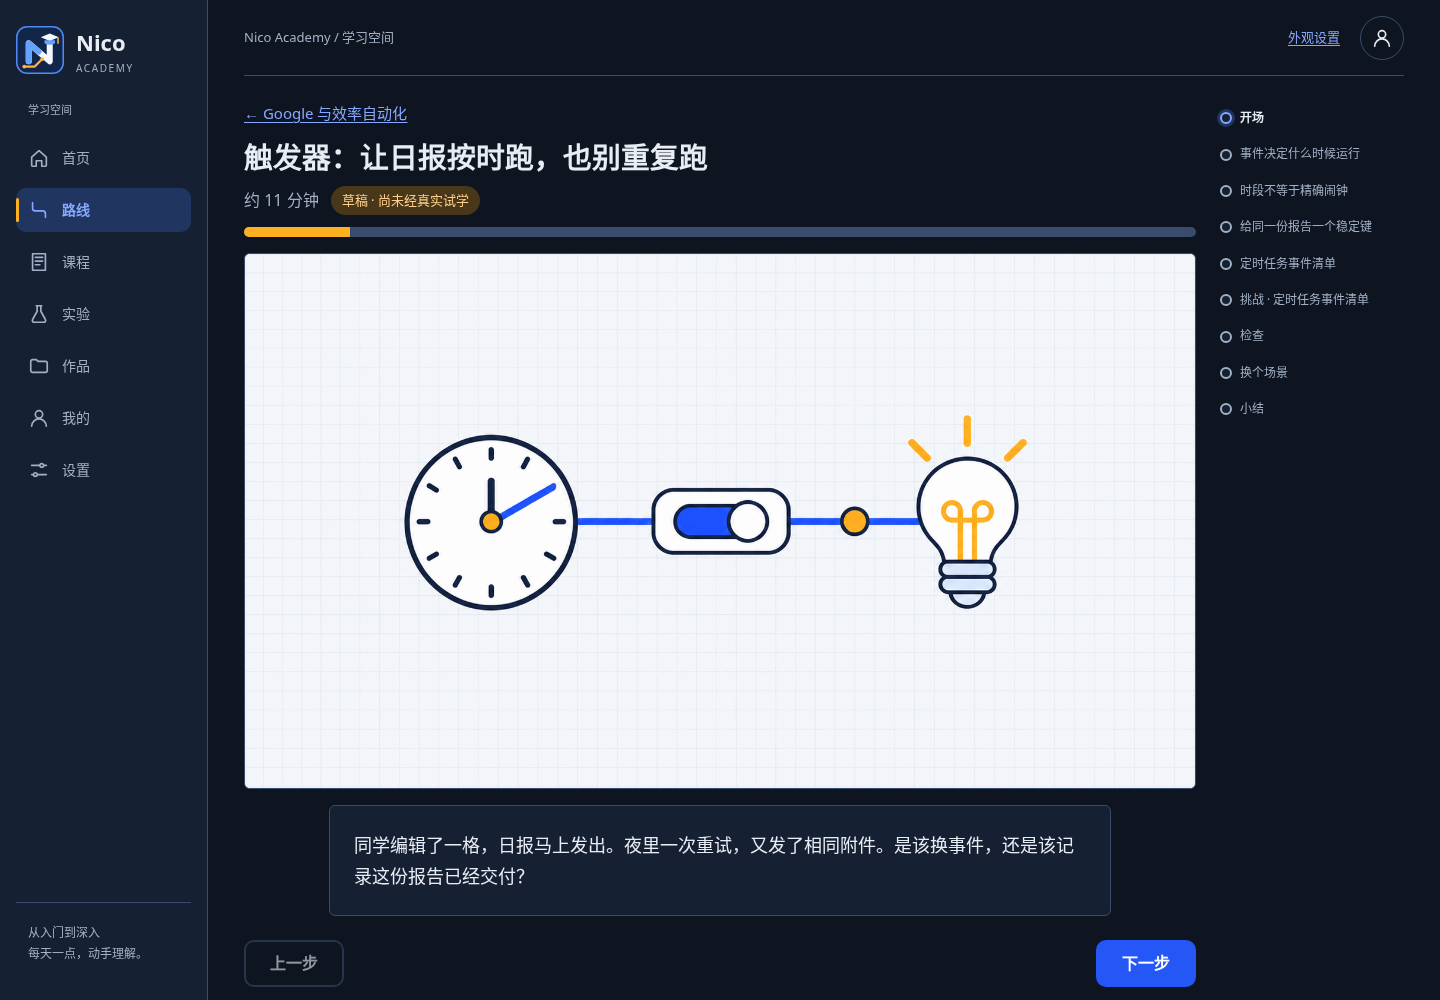 Nico
ACADEMY
学习空间
首页
路线
课程
实验
作品
我的
设置
从入门到深入
每天一点，动手理解。
Nico Academy / 学习空间
外观设置
← Google 与效率自动化
触发器：让日报按时跑，也别重复跑
约 11 分钟
草稿 · 尚未经真实试学
同学编辑了一格，日报马上发出。夜里一次重试，又发了相同附件。是该换事件，还是该记
录这份报告已经交付？
上一步
下一步
开场
事件决定什么时候运行
时段不等于精确闹钟
给同一份报告一个稳定键
定时任务事件清单
挑战 · 定时任务事件清单
检查
换个场景
小结